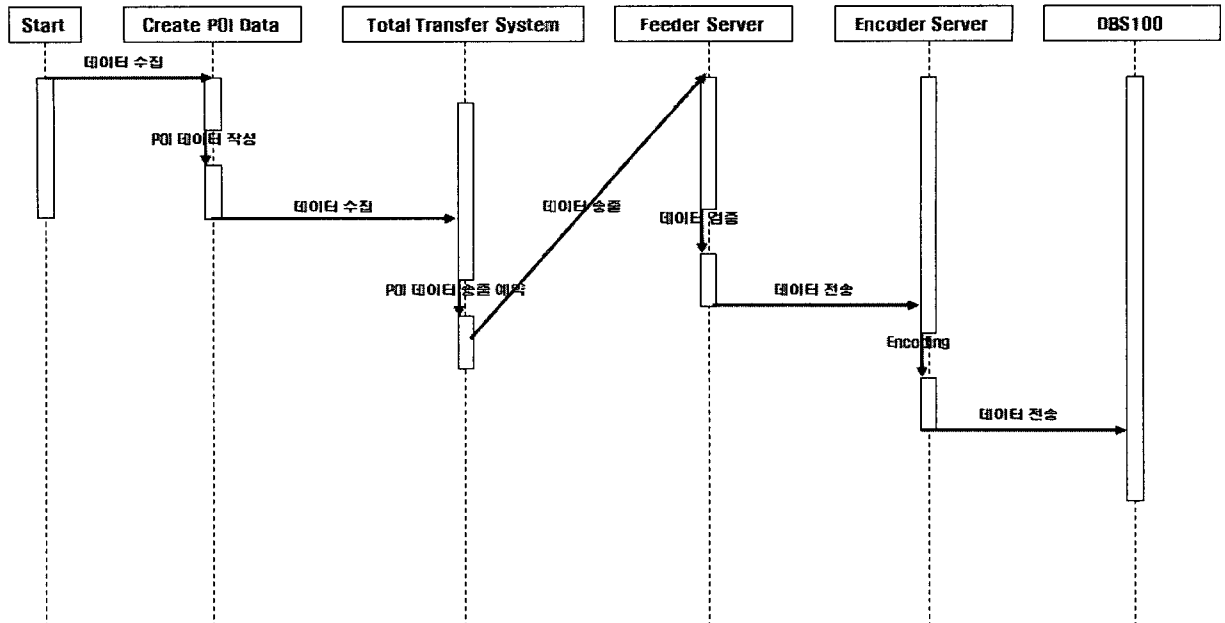 Start
Create POI Data
Total Transfer System
Feeder Server
Encoder Server
DBS100
데이터 수집
POI 데이터 작성
데이터 수집
데이터 송출
데이터 검증
POI 데이터 송출 예약
데이터 전송
Encoding
데이터 전송